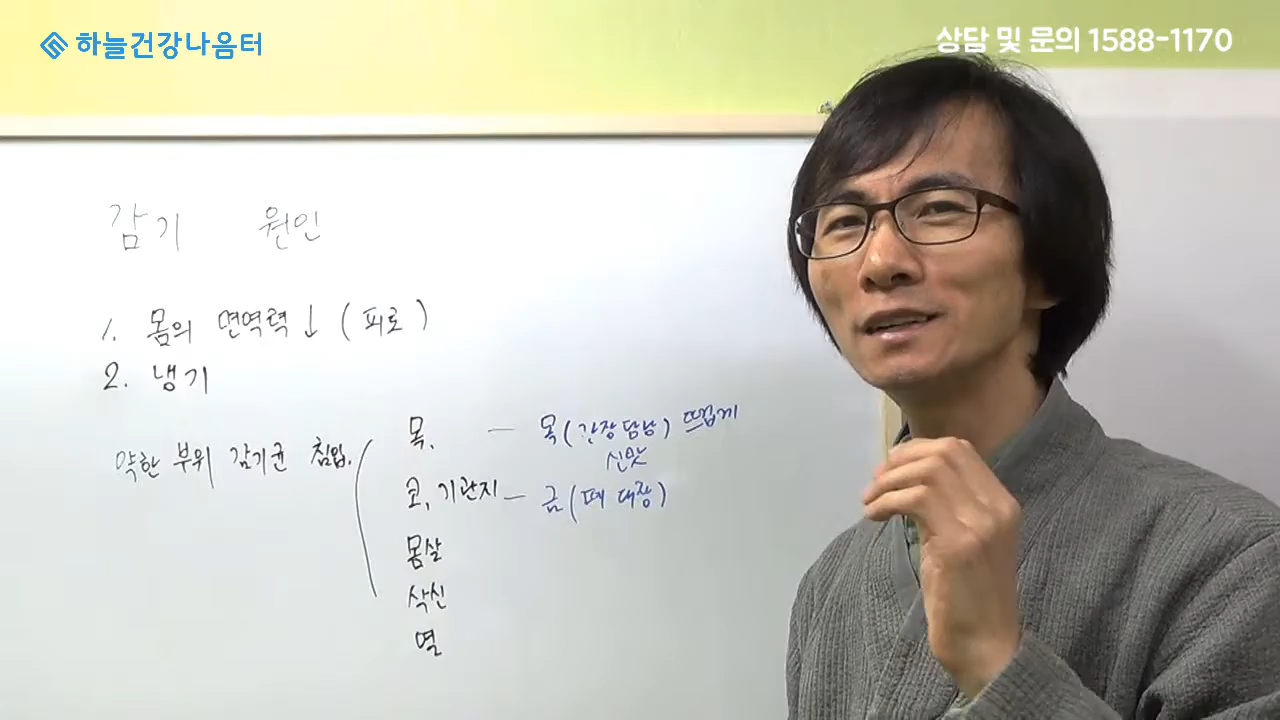 하늘건강나음터
상담 및 문의 1588-1170
감기 원인
1. 몸의 면역력↓ (피로)
2. 냉기
약한 부위 감기균 침입.
목. — 목(간장담낭) 뜨겁게
신맛
코, 기관지 — 금(폐 대장)
몸살
삭신
열